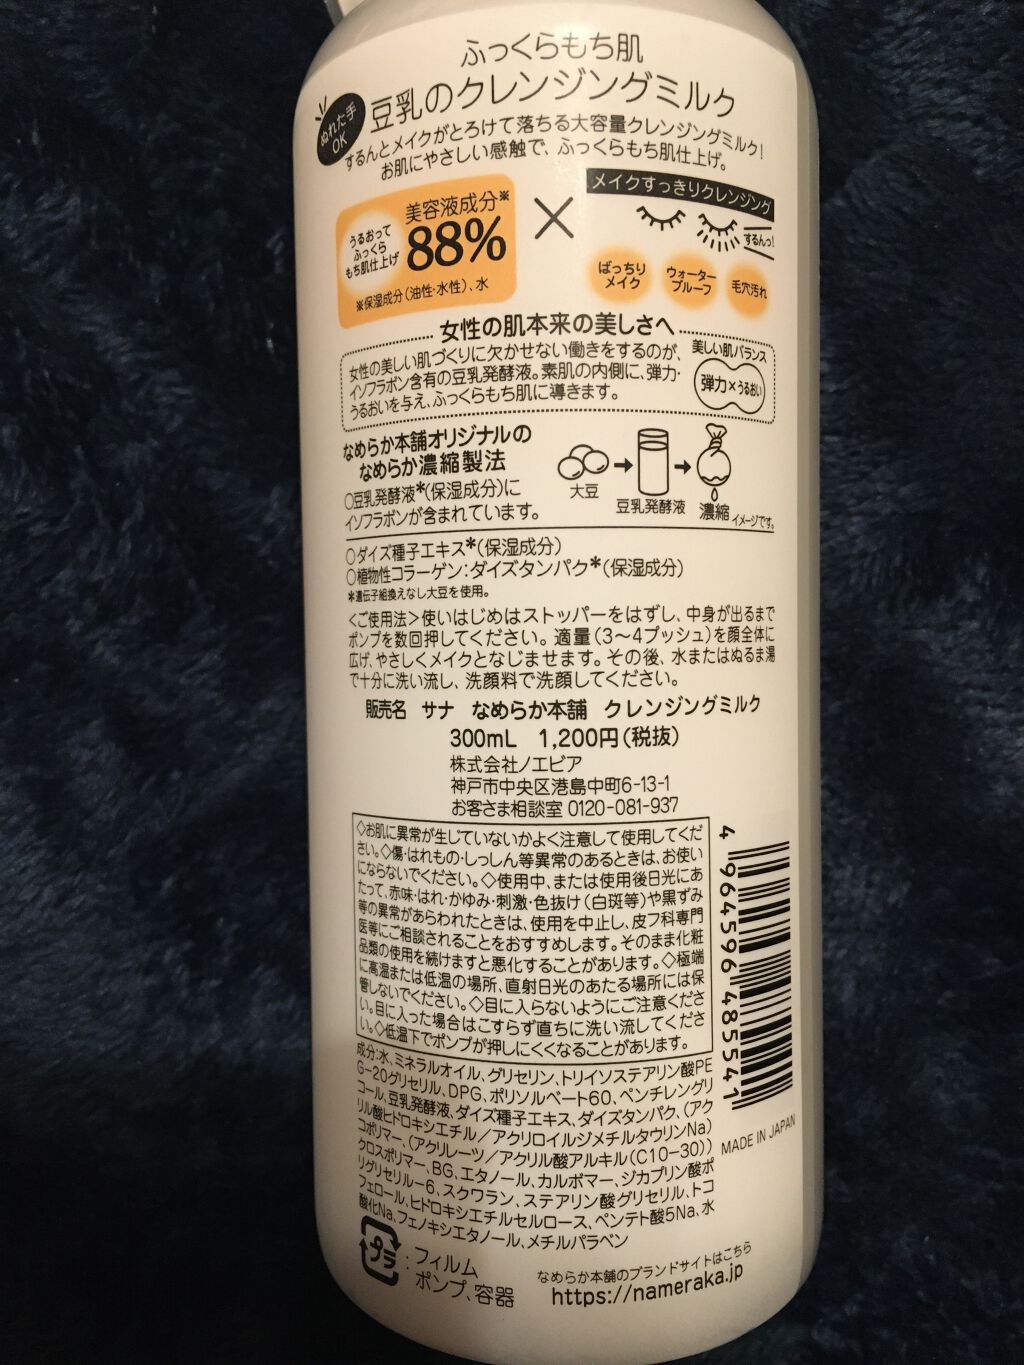 ふっくらもち肌
ぬれた手
OK
豆乳のクレンジングミルク
するんとメイクがとろけて落ちる大容量クレンジングミルク!
お肌にやさしい感触で、ふっくらもち肌仕上げ。
うるおって
ふっくら
もち肌仕上げ
美容液成分※
88%
※保湿成分(油性・水性)、水
×
メイクすっきりクレンジング
するんっ!
ぱっちり
メイク
ウォーター
プルーフ
毛穴汚れ
女性の肌本来の美しさへ
女性の美しい肌づくりに欠かせない働きをするのが、
イソフラボン含有の豆乳発酵液。素肌の内側に、弾力・
うるおいを与え、ふっくらもち肌に導きます。
美しい肌バランス
弾力×うるおい
なめらか本舗オリジナルの
なめらか濃縮製法
○豆乳発酵液*(保湿成分)に
イソフラボンが含まれています。
大豆
豆乳発酵液
濃縮
イメージです。
○ダイズ種子エキス*(保湿成分)
○植物性コラーゲン:ダイズタンパク*(保湿成分)
*遺伝子組換えなし大豆を使用。
<ご使用法>使いはじめはストッパーをはずし、中身が出るまで
ポンプを数回押してください。適量(3〜4プッシュ)を顔全体に
広げ、やさしくメイクとなじませます。その後、水またはぬるま湯
で十分に洗い流し、洗顔料で洗顔してください。
販売名 サナ なめらか本舗 クレンジングミルク
300mL 1,200円(税抜)
株式会社ノエビア
神戸市中央区港島中町6-13-1
お客さま相談室 0120-081-937
◇お肌に異常が生じていないかよく注意して使用してくだ
さい。◇傷・はれもの・しっしん等異常のあるときは、お使い
にならないでください。◇使用中、または使用後日光にあ
たって、赤味・はれ・かゆみ・刺激・色抜け(白斑等)や黒ずみ
等の異常があらわれたときは、使用を中止し、皮フ科専門
医等にご相談されることをおすすめします。そのまま化粧
品類の使用を続けますと悪化することがあります。◇極端
に高温または低温の場所、直射日光のあたる場所には保
管しないでください。◇目に入らないようにご注意くださ
い。目に入った場合はこすらず直ちに洗い流してくださ
い。◇低温下でポンプが押しにくくなることがあります。
4 964596 485541
MADE IN JAPAN
成分:水、ミネラルオイル、グリセリン、トリイソステアリン酸PE
G-20グリセリル、DPG、ポリソルベート60、ペンチレングリ
コール、豆乳発酵液、ダイズ種子エキス、ダイズタンパク、(アク
リル酸ヒドロキシエチル/アクリロイルジメチルタウリンNa)
コポリマー、(アクリレーツ/アクリル酸アルキル(C10-30))
クロスポリマー、BG、エタノール、カルボマー、ジカプリン酸ポ
リグリセリル-6、スクワラン、ステアリン酸グリセリル、トコ
フェロール、ヒドロキシエチルセルロース、ペンテト酸5Na、水
酸化Na、フェノキシエタノール、メチルパラベン
プラ
:フィルム
ポンプ、容器
なめらか本舗のブランドサイトはこちら
https://nameraka.jp